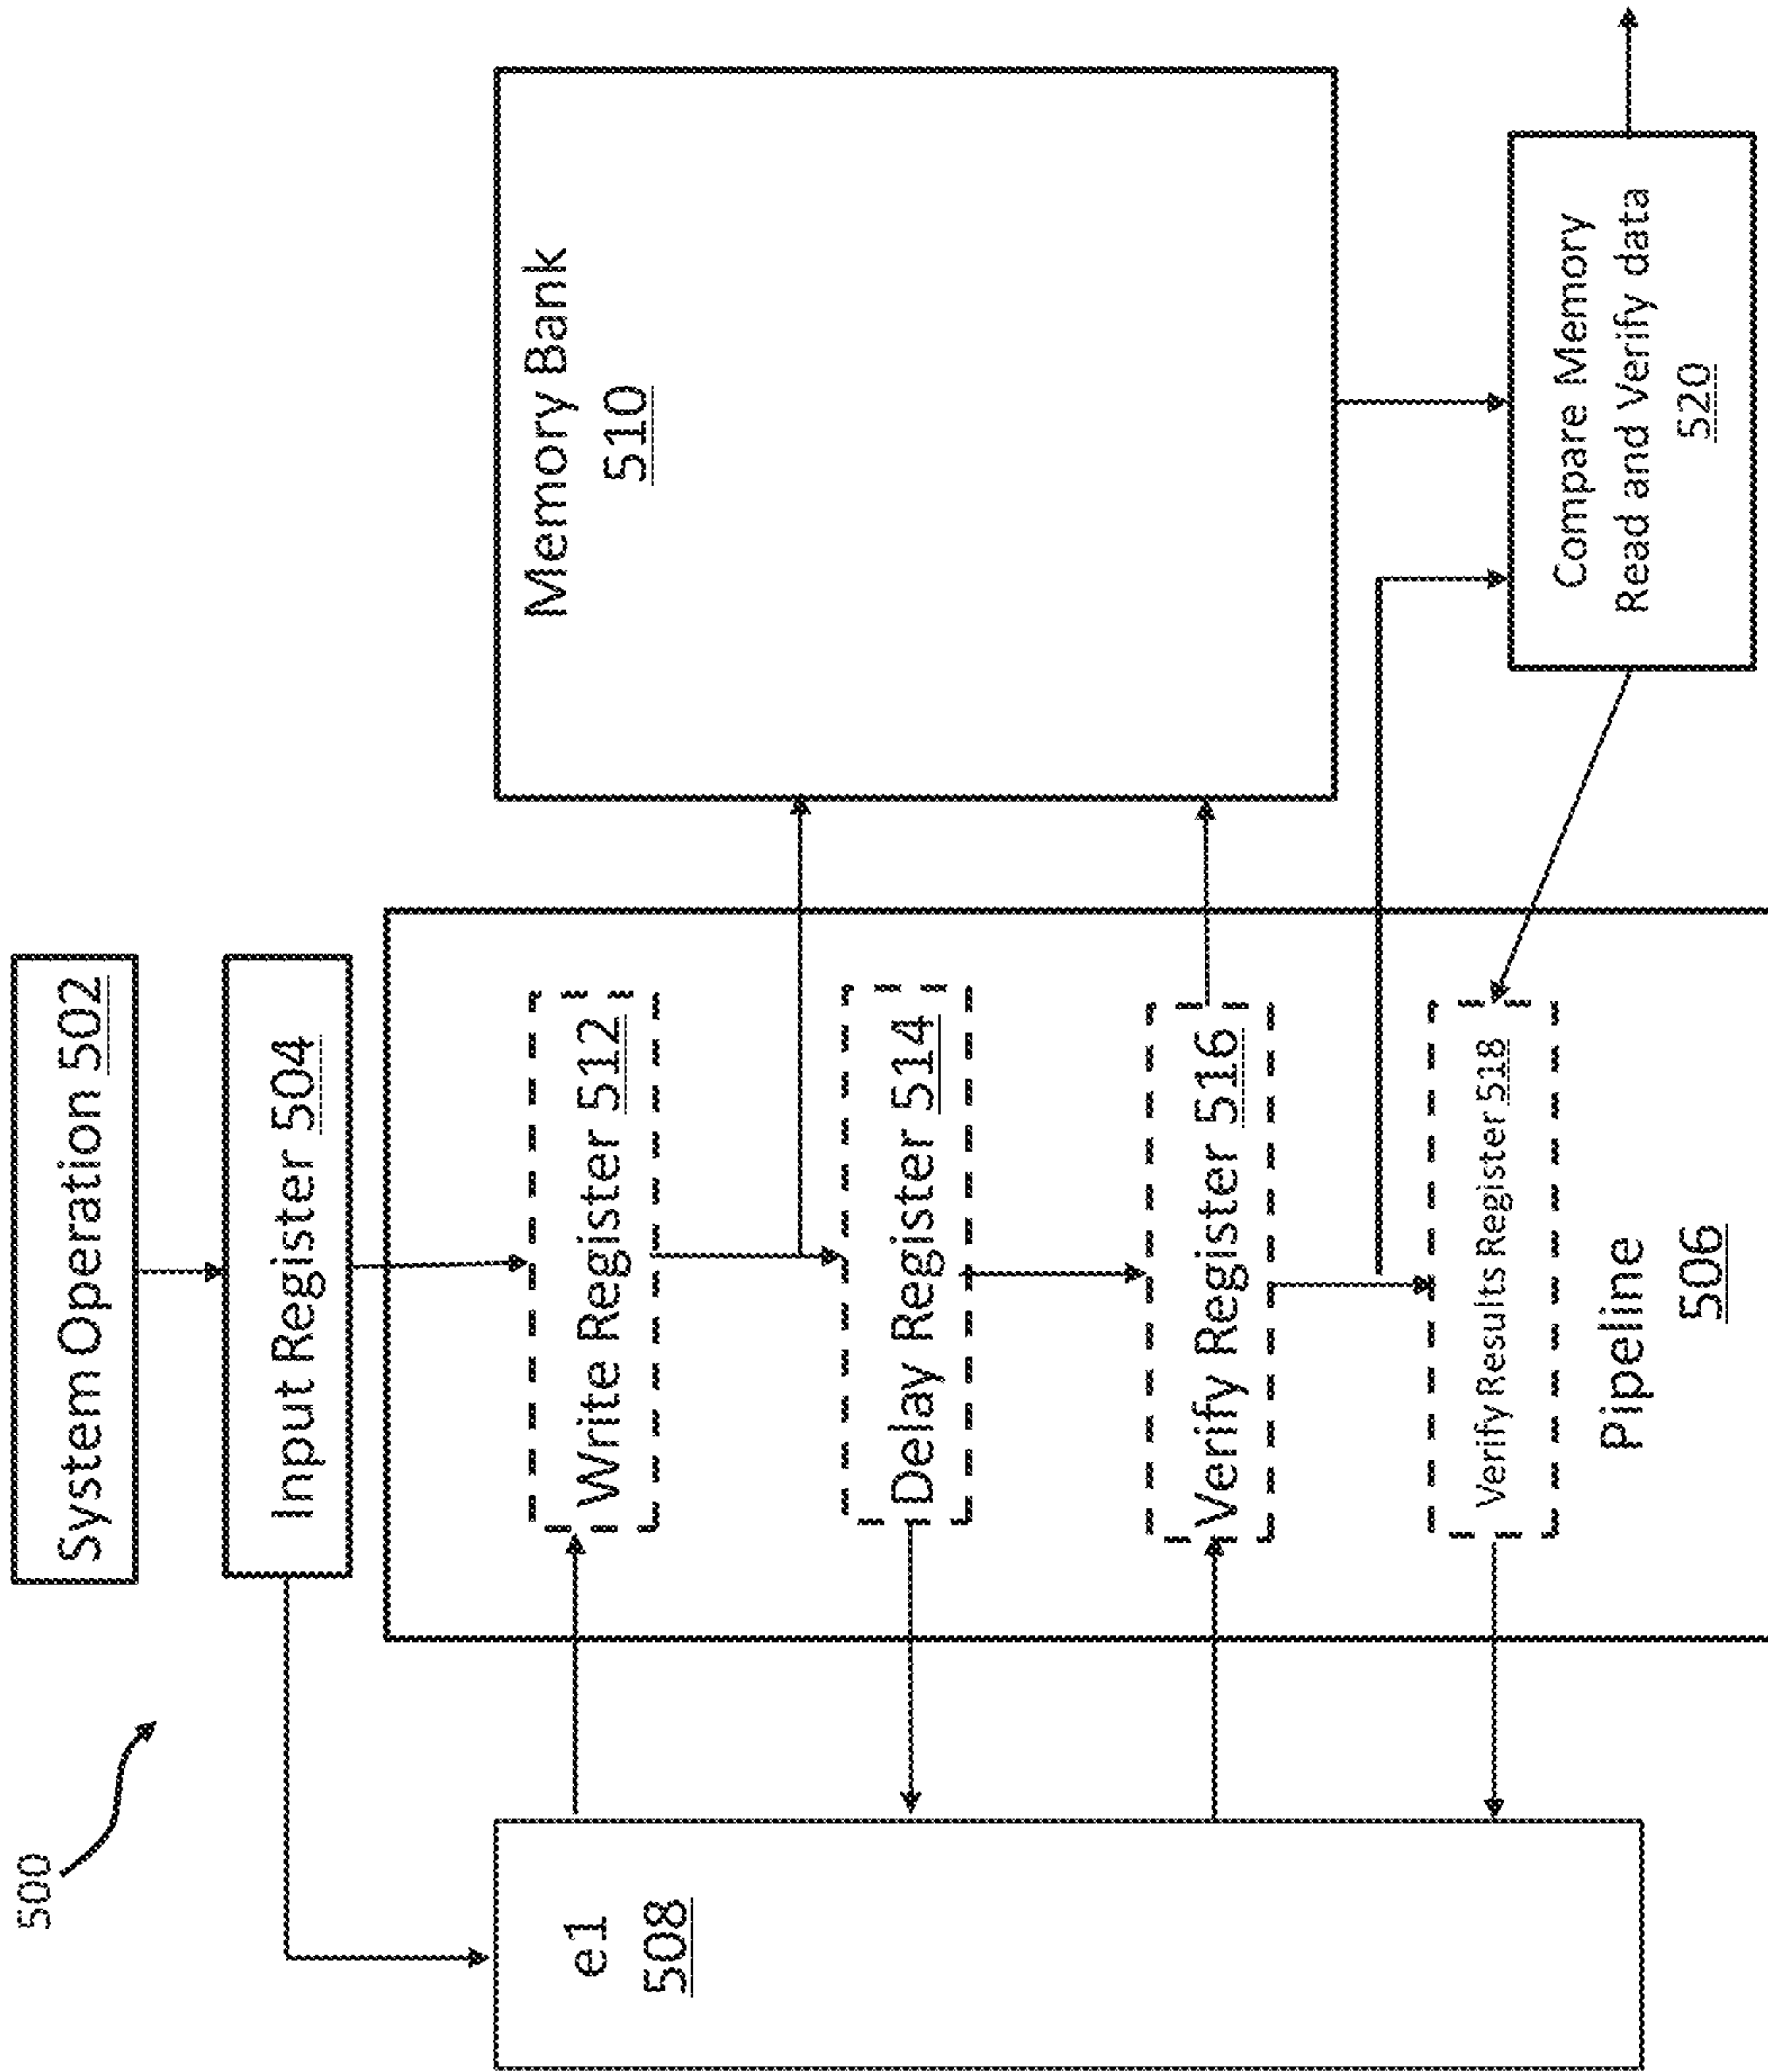 500
System Operation 502
Input Register 504
e1
508
Write Register 512
Delay Register 514
Verify Register 516
Verify Results Register 518
Pipeline
506
Memory Bank
510
Compare Memory
Read and Verify data
520